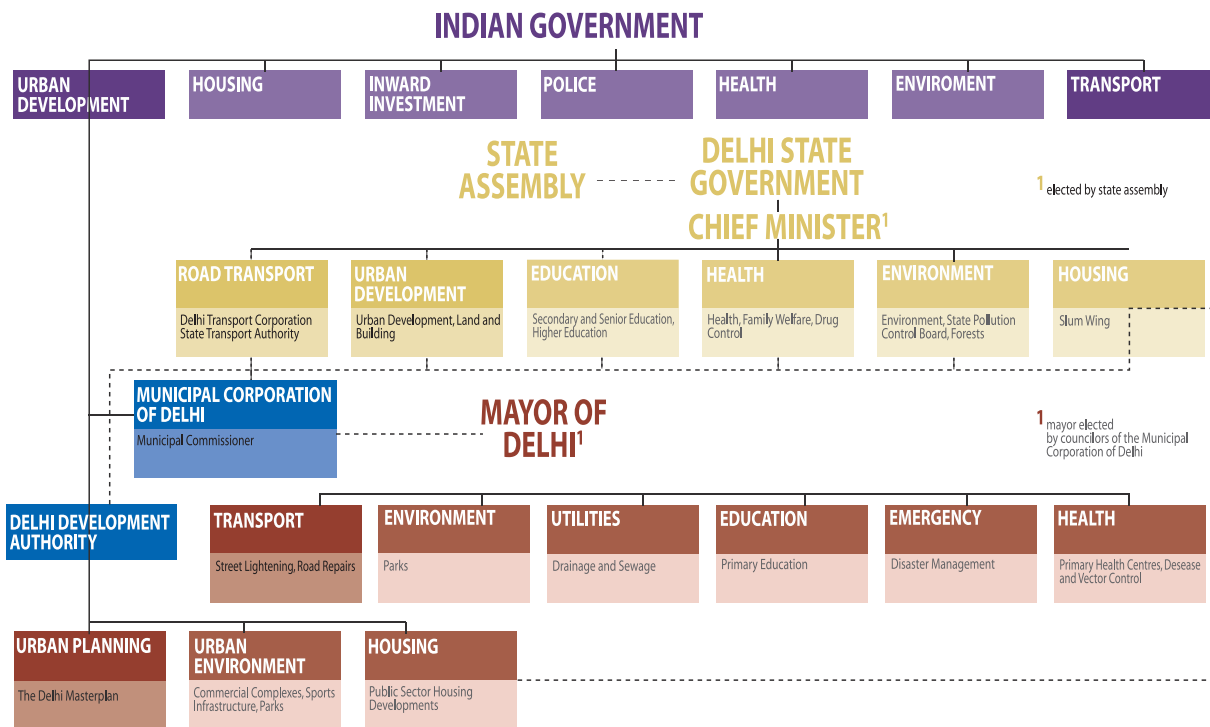 INDIAN GOVERNMENT
URBAN
DEVELOPMENT
HOUSING
INWARD
INVESTMENT
POLICE
HEALTH
ENVIROMENT
TRANSPORT
STATE
ASSEMBLY
DELHI STATE
GOVERNMENT
CHIEF MINISTER1
1 elected by state assembly
ROAD TRANSPORT
Delhi Transport Corporation
State Transport Authority
URBAN
DEVELOPMENT
Urban Development, Land and
Building
EDUCATION
Secondary and Senior Education,
Higher Education
HEALTH
Health, Family Welfare, Drug
Control
ENVIRONMENT
Environment, State Pollution
Control Board, Forests
HOUSING
Slum Wing
MUNICIPAL CORPORATION
OF DELHI
Municipal Commissioner
MAYOR OF
DELHI1
1 mayor elected
by councilors of the Municipal
Corporation of Delhi
DELHI DEVELOPMENT
AUTHORITY
TRANSPORT
Street Lightening, Road Repairs
ENVIRONMENT
Parks
UTILITIES
Drainage and Sewage
EDUCATION
Primary Education
EMERGENCY
Disaster Management
HEALTH
Primary Health Centres, Desease
and Vector Control
URBAN PLANNING
The Delhi Masterplan
URBAN
ENVIRONMENT
Commercial Complexes, Sports
Infrastructure, Parks
HOUSING
Public Sector Housing
Developments